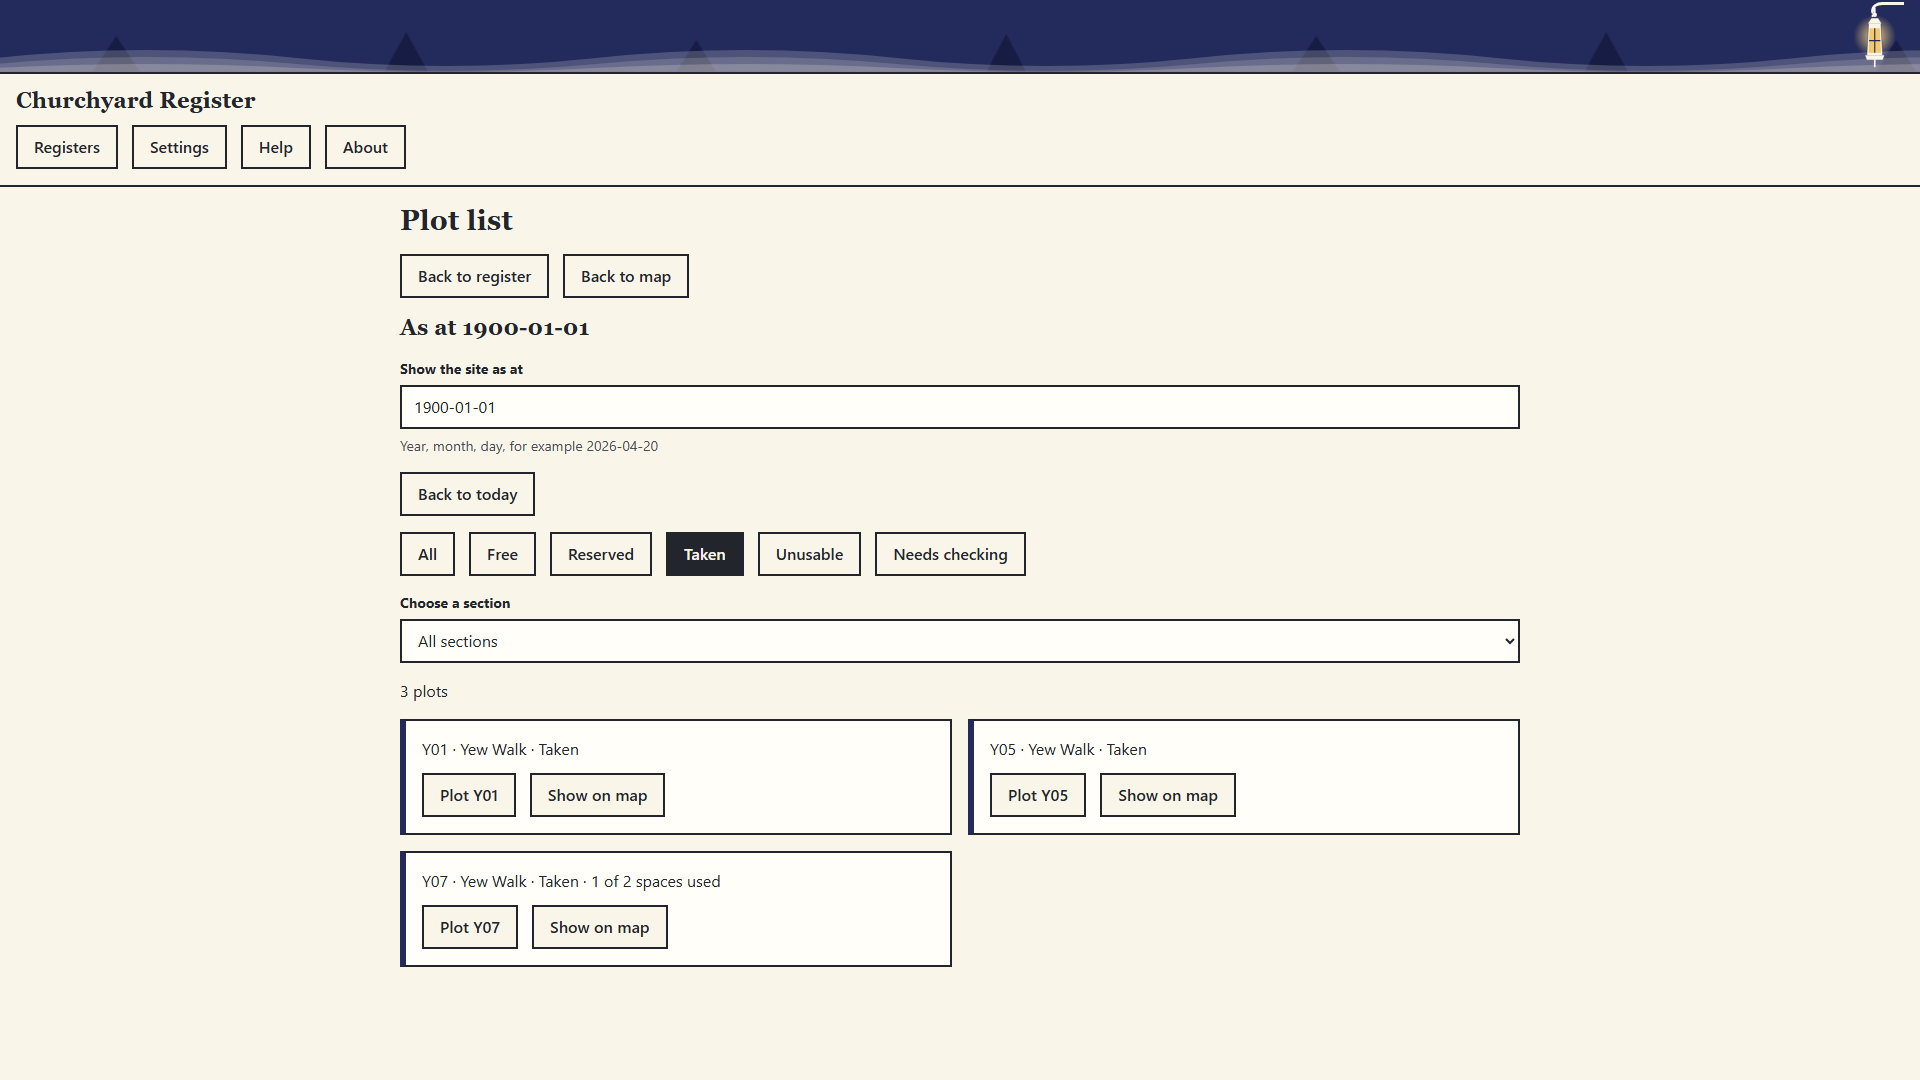 Churchyard Register
Registers
Settings
Help
About
Plot list
Back to register
Back to map
As at 1900-01-01
Show the site as at
1900-01-01
Year, month, day, for example 2026-04-20
Back to today
All
Free
Reserved
Taken
Unusable
Needs checking
Choose a section
All sections
3 plots
Y01 · Yew Walk · Taken
Plot Y01
Show on map
Y05 · Yew Walk · Taken
Plot Y05
Show on map
Y07 · Yew Walk · Taken · 1 of 2 spaces used
Plot Y07
Show on map